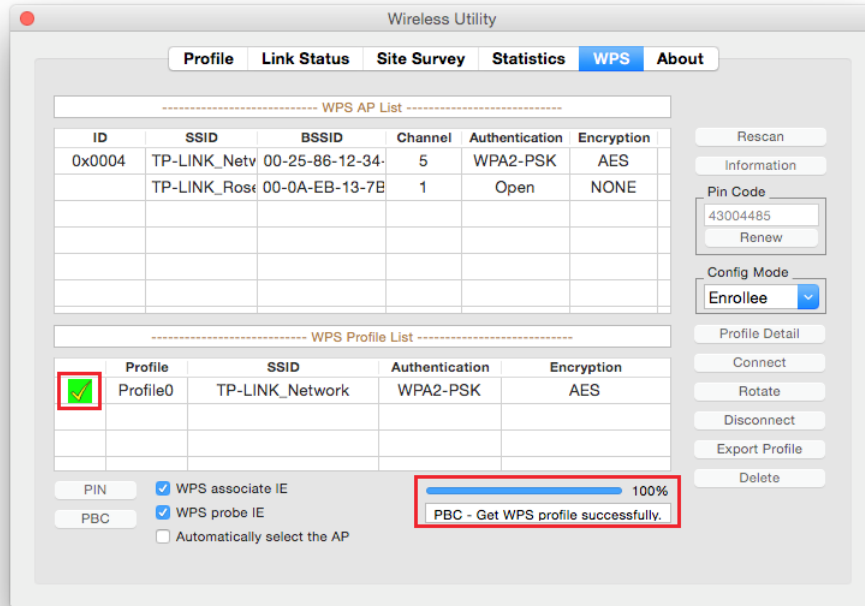 Wireless Utility
Profile Link Status Site Survey Statistics WPS About
---------------------------- WPS AP List ----------------------------
ID SSID BSSID Channel Authentication Encryption
0x0004 TP-LINK_Netw 00-25-86-12-34- 5 WPA2-PSK AES
TP-LINK_Rose 00-0A-EB-13-7B 1 Open NONE
Rescan
Information
Pin Code
43004485
Renew
Config Mode
Enrollee
---------------------------- WPS Profile List ----------------------------
Profile SSID Authentication Encryption
Profile0 TP-LINK_Network WPA2-PSK AES
Profile Detail
Connect
Rotate
Disconnect
Export Profile
Delete
PIN
PBC
WPS associate IE
WPS probe IE
Automatically select the AP
100%
PBC - Get WPS profile successfully.